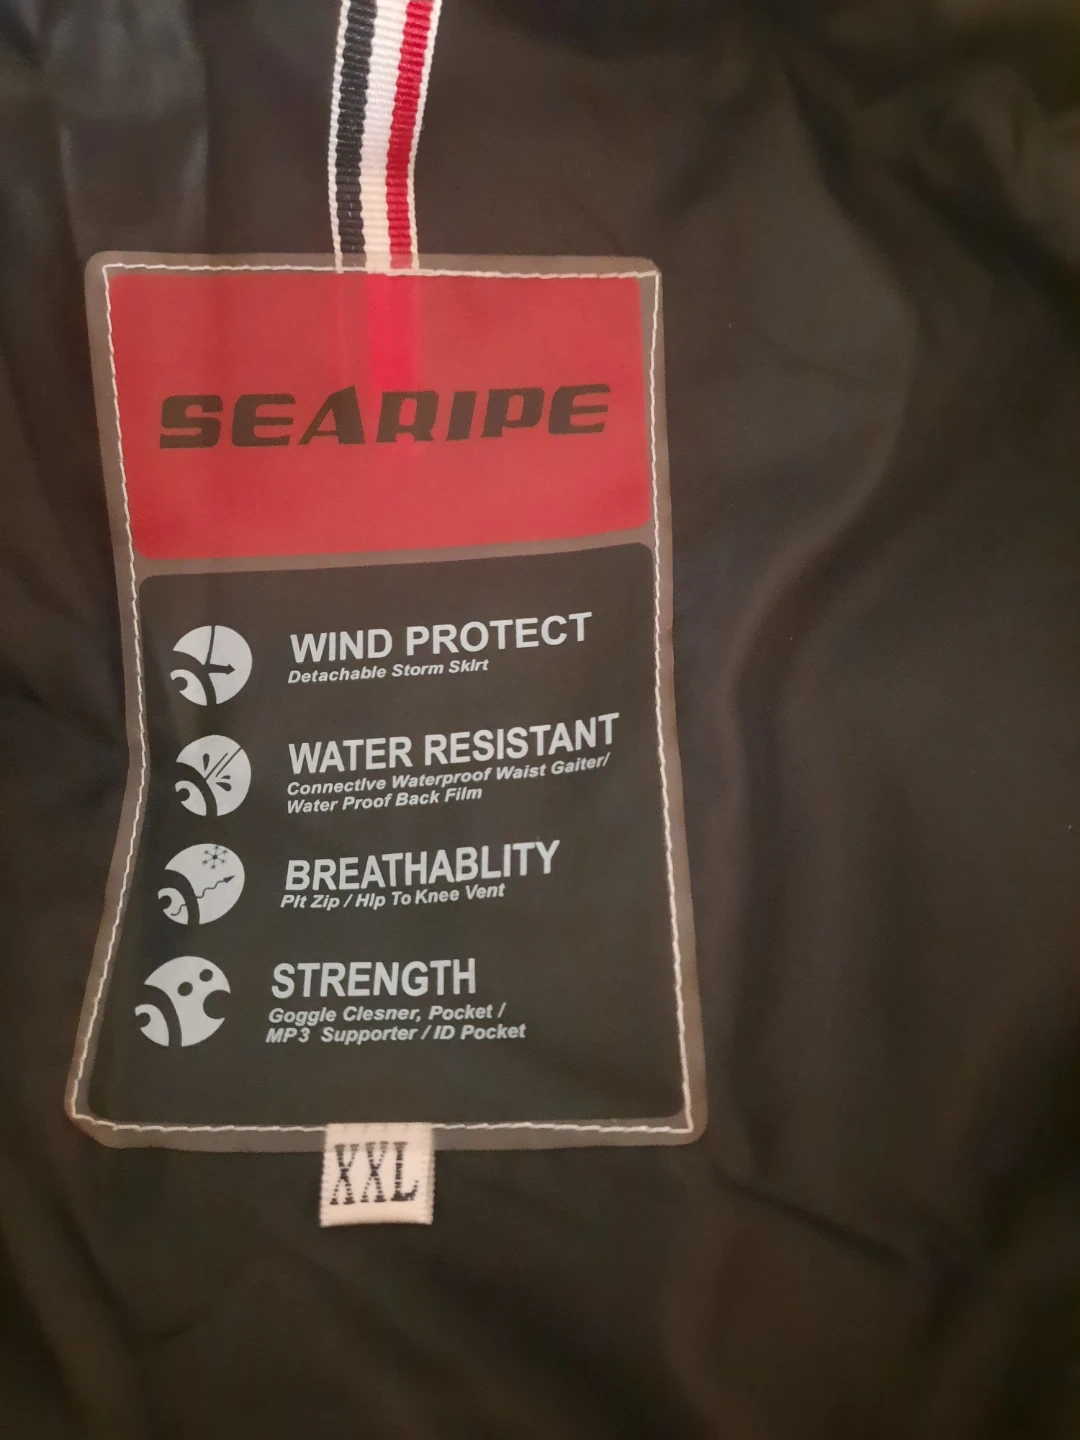 SEARIPE
WIND PROTECT
Detachable Storm Skirt
WATER RESISTANT
Connective Waterproof Waist Gaiter/
Water Proof Back Film
BREATHABLITY
Pit Zip / Hip To Knee Vent
STRENGTH
Goggle Clesner, Pocket /
MP3 Supporter / ID Pocket
XXL